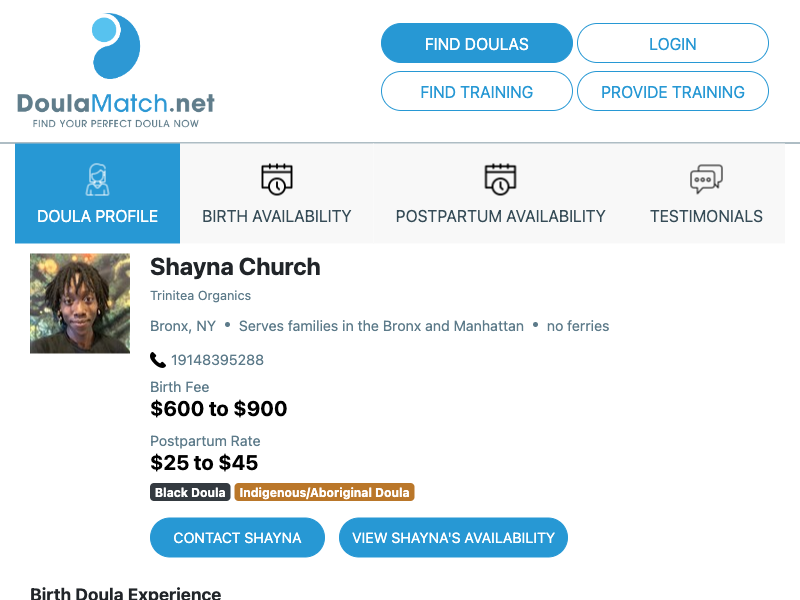 DoulaMatch.net
FIND YOUR PERFECT DOULA NOW
FIND DOULAS
LOGIN
FIND TRAINING
PROVIDE TRAINING
DOULA PROFILE
BIRTH AVAILABILITY
POSTPARTUM AVAILABILITY
TESTIMONIALS
Shayna Church
Trinitea Organics
Bronx, NY • Serves families in the Bronx and Manhattan • no ferries
19148395288
Birth Fee
$600 to $900
Postpartum Rate
$25 to $45
Black Doula Indigenous/Aboriginal Doula
CONTACT SHAYNA
VIEW SHAYNA'S AVAILABILITY
Birth Doula Experience